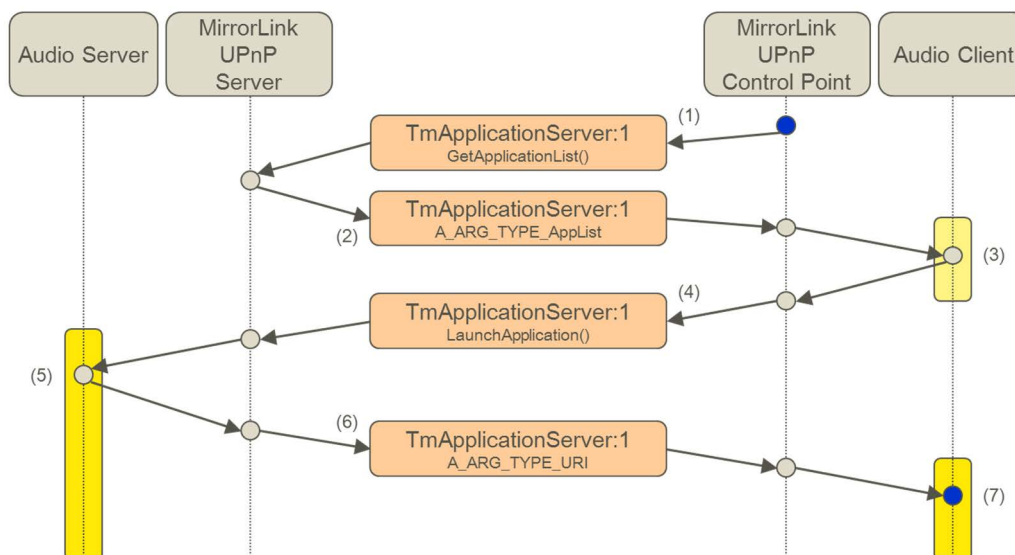 Audio Server
MirrorLink
UPnP
Server
MirrorLink
UPnP
Control Point
Audio Client
(1)
TmApplicationServer:1
GetApplicationList()
(2)
TmApplicationServer:1
A_ARG_TYPE_AppList
(3)
(4)
TmApplicationServer:1
LaunchApplication()
(5)
(6)
TmApplicationServer:1
A_ARG_TYPE_URI
(7)